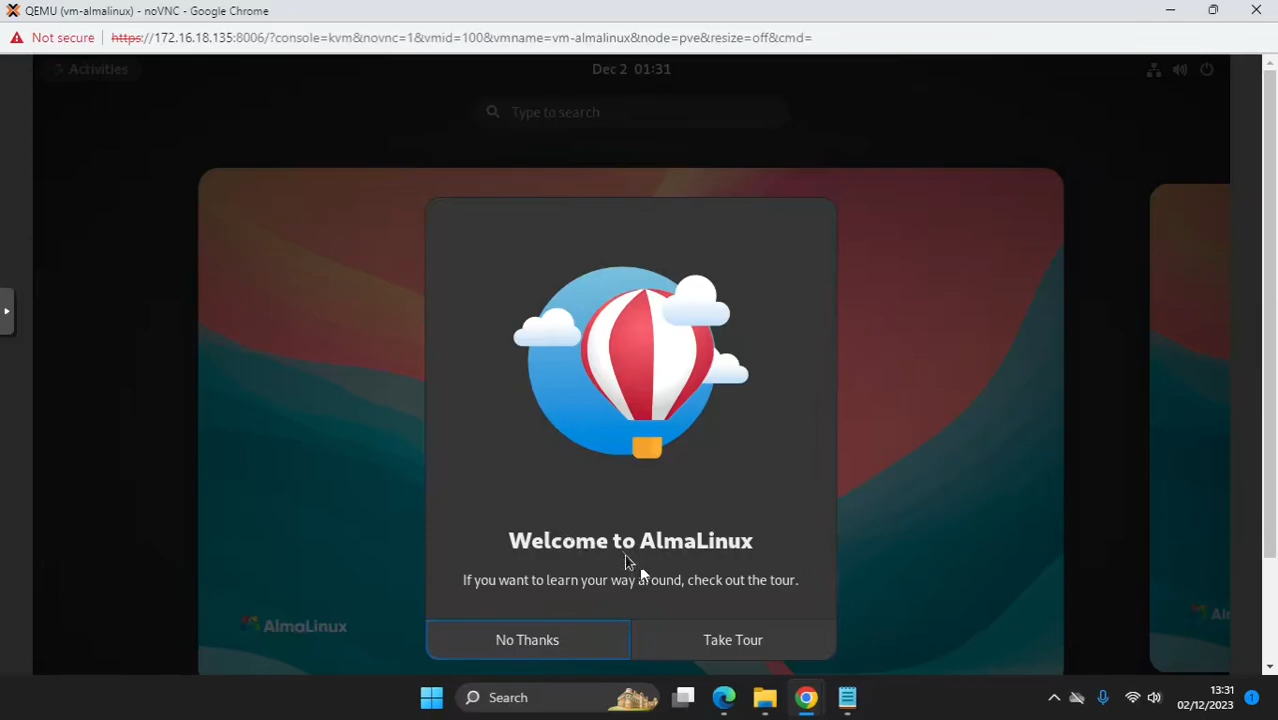 QEMU (vm-almalinux) - noVNC - Google Chrome
Not secure https://172.16.18.135:8006/?console=kvm&novnc=1&vmid=100&vmname=vm-almalinux&node=pve&resize=off&cmd=
Activities Dec 2 01:31
Type to search
Welcome to AlmaLinux
If you want to learn your way around, check out the tour.
AlmaLinux
No Thanks Take Tour
Search
13:31
02/12/2023
1